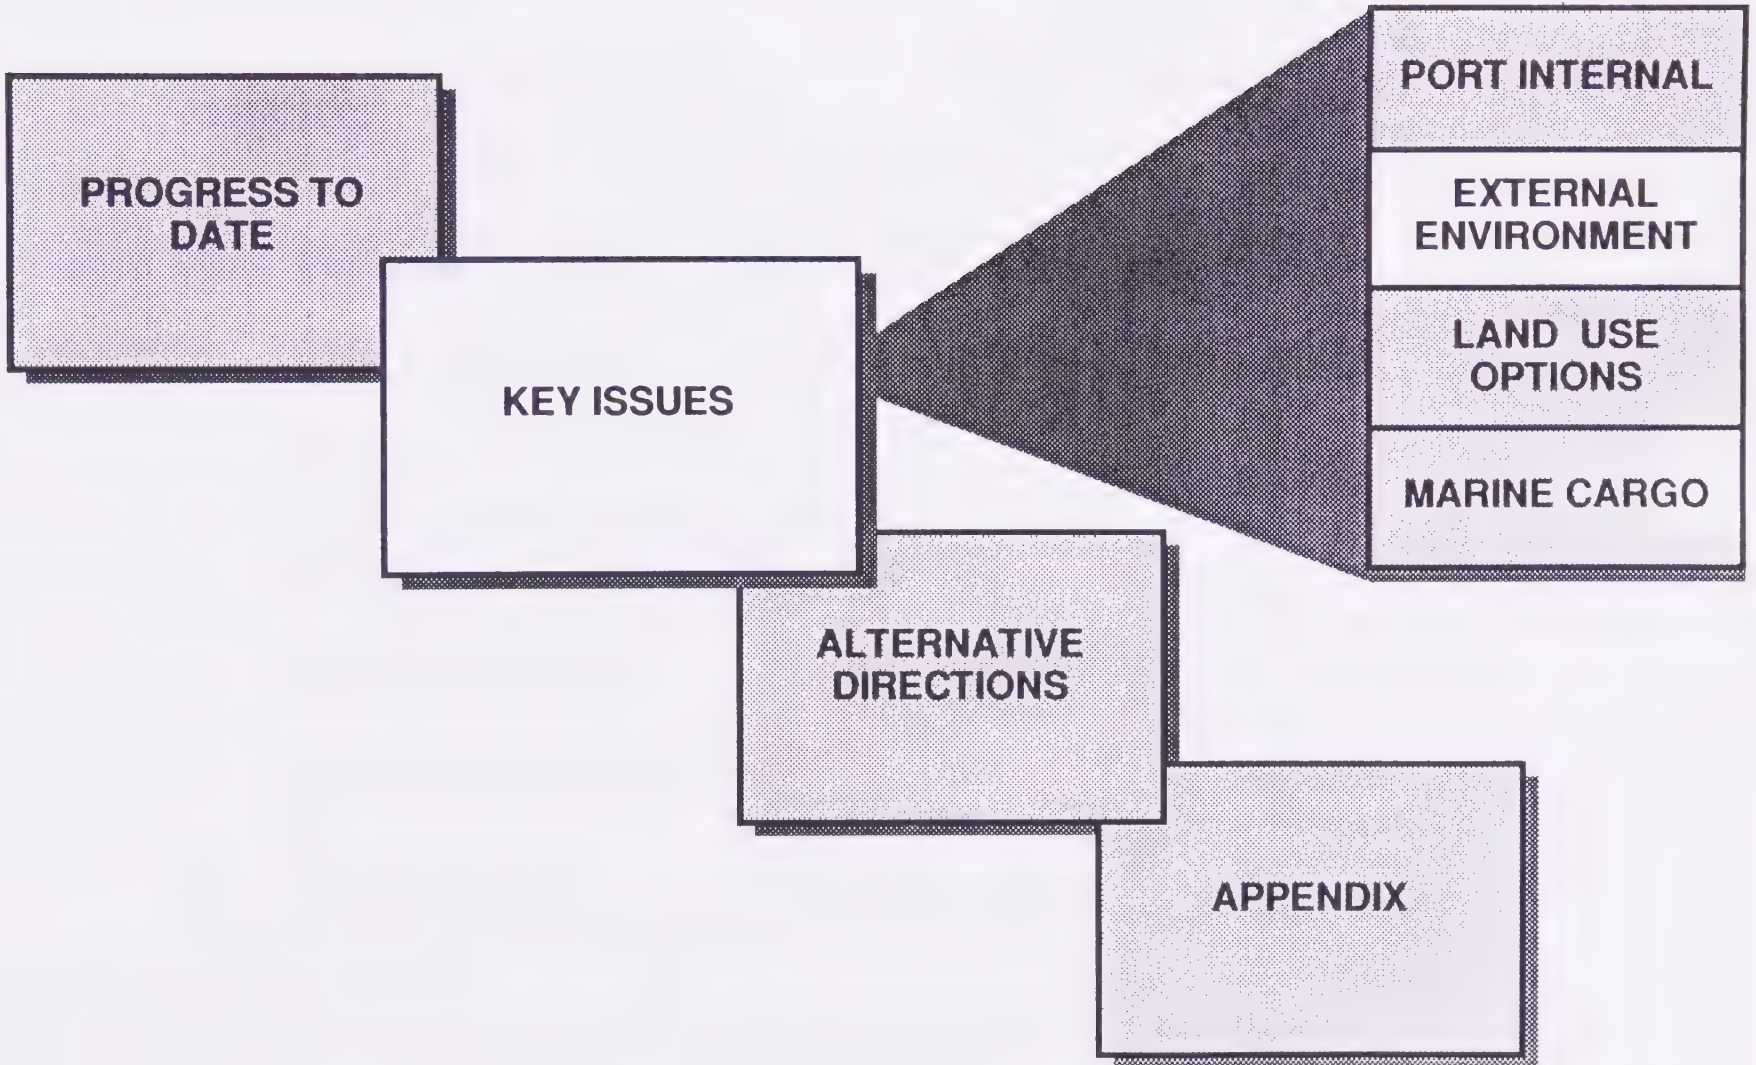 PROGRESS TO
DATE
KEY ISSUES
ALTERNATIVE
DIRECTIONS
APPENDIX
PORT INTERNAL
EXTERNAL
ENVIRONMENT
LAND USE
OPTIONS
MARINE CARGO